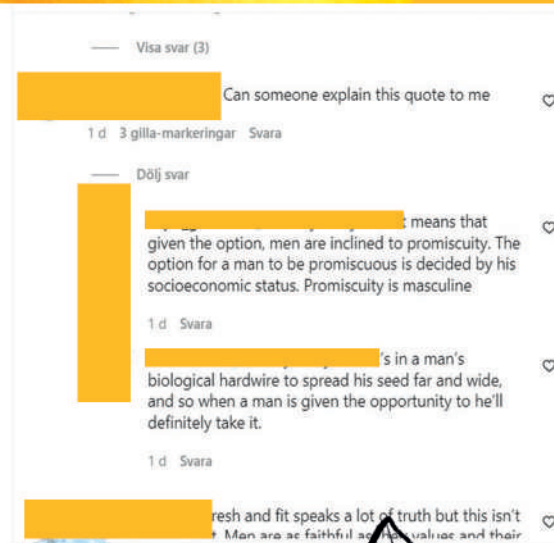 Visa svar (3)
Can someone explain this quote to me
1 d 3 gilla-markeringar Svara
Dölj svar
means that
given the option, men are inclined to promiscuity. The
option for a man to be promiscuous is decided by his
socioeconomic status. Promiscuity is masculine
1 d Svara
's in a man's
biological hardwire to spread his seed far and wide,
and so when a man is given the opportunity to he'll
definitely take it.
1 d Svara
resh and fit speaks a lot of truth but this isn't
Men are as faithful as values and their